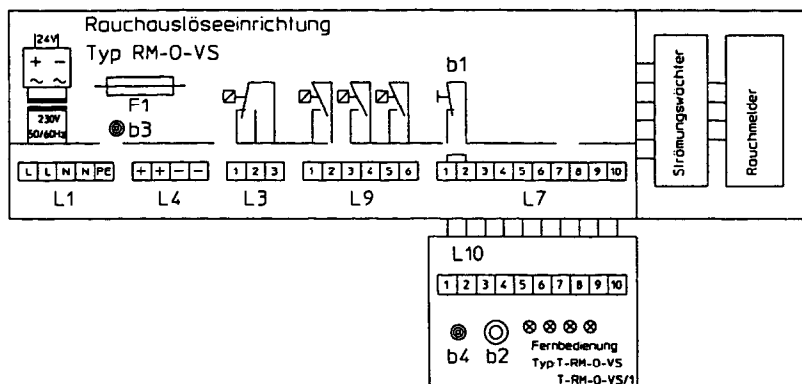 Rauchauslöseeinrichtung
Typ RM-O-VS
24V
+ -
~ ~
230V
50/60Hz
F1
b3
b1
L L N N PE
+ + - -
1 2 3
1 2 3 4 5 6
1 2 3 4 5 6 7 8 9 10
L1
L4
L3
L9
L7
Strömungswächter
Rauchmelder
L10
1 2 3 4 5 6 7 8 9 10
b4
b2
Fernbedienung
Typ:T-RM-O-VS
T-RM-O-VS/1